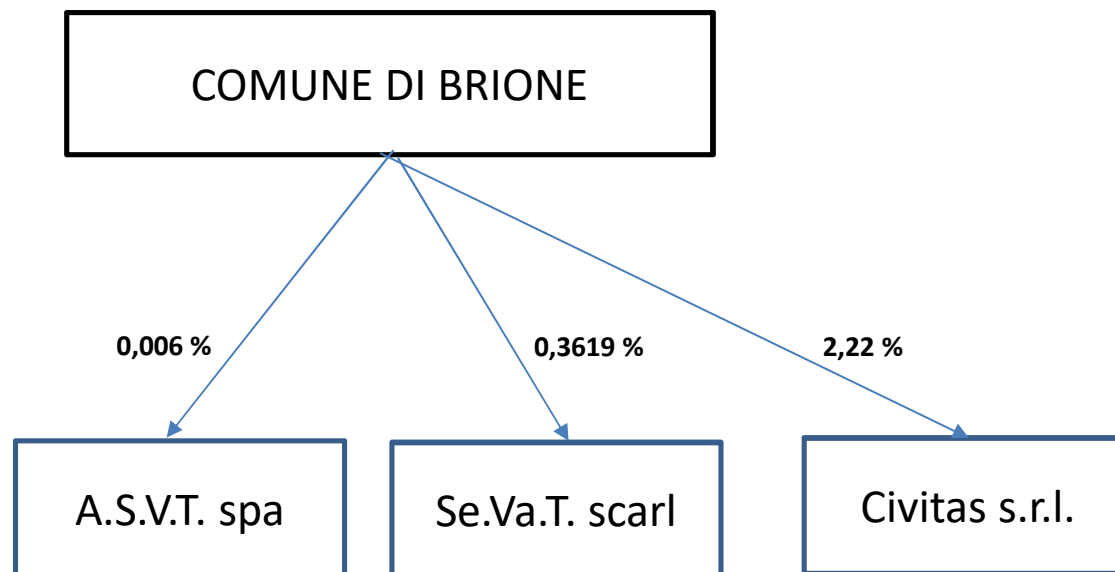 COMUNE DI BRIONE
0,006 %
0,3619 %
2,22 %
A.S.V.T. spa
Se.Va.T. scarl
Civitas s.r.l.